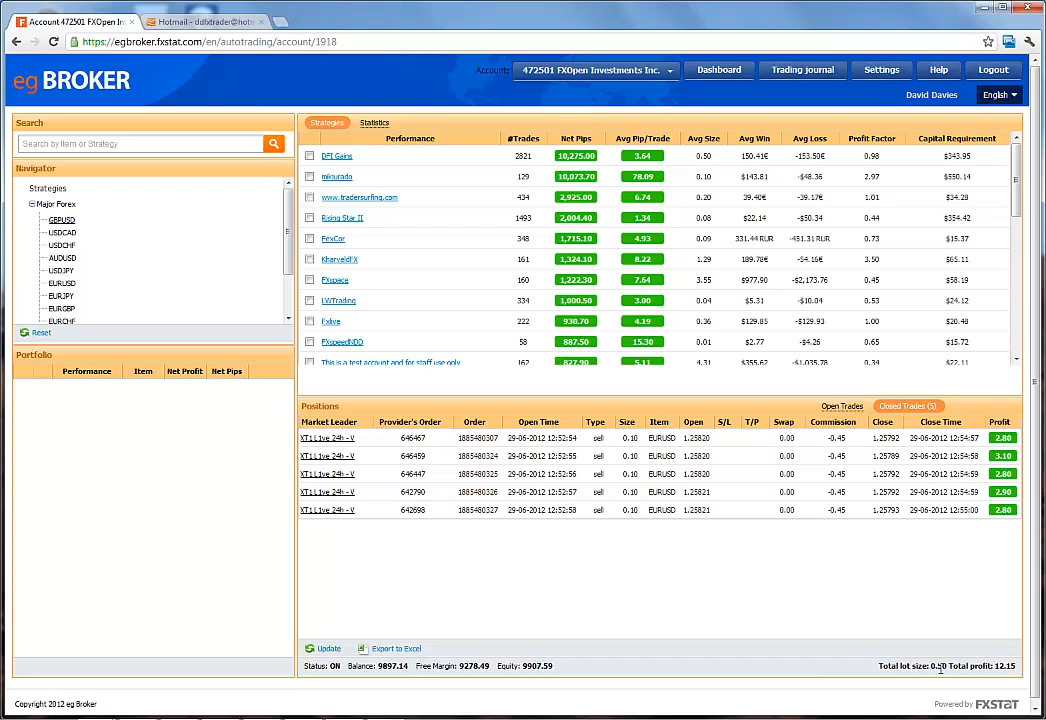 Account 472501 FXOpen In
Hotmail - ddfxtrader@hotm
https://egbroker.fxstat.com/en/autotrading/account/1918
eg BROKER
Account: 472501 FXOpen Investments Inc. Dashboard Trading journal Settings Help Logout
David Davies English
Search
Search by Item or Strategy
Navigator
Strategies
Major Forex
GBPUSD
USDCAD
USDCHF
AUDUSD
USDJPY
EURUSD
EURJPY
EURGBP
EURCHF
Reset
Portfolio
Performance Item Net Profit Net Pips
Strategies Statistics
Performance #Trades Net Pips Avg Pip/Trade Avg Size Avg Win Avg Loss Profit Factor Capital Requirement
DFI Gains 2821 10,275.00 3.64 0.50 150.41€ -153.50€ 0.98 $343.95
mikurado 129 10,073.70 78.09 0.10 $143.81 -$48.36 2.97 $550.14
www.tradersurfing.com 434 2,925.00 6.74 0.20 39.40€ -39.17€ 1.01 $34.28
Rising Star II 1493 2,004.40 1.34 0.08 $22.14 -$50.34 0.44 $354.42
FexCor 348 1,715.10 4.93 0.09 331.44 RUR -451.31 RUR 0.73 $15.37
KharveldFX 161 1,324.10 8.22 1.29 189.78€ -54.16€ 3.50 $65.11
FXspace 160 1,222.30 7.64 3.55 $977.90 -$2,173.76 0.45 $58.19
LWTrading 334 1,000.50 3.00 0.04 $5.31 -$10.04 0.53 $24.12
Fxlive 222 930.70 4.19 0.36 $129.85 -$129.93 1.00 $20.48
FXspeedNDD 58 887.50 15.30 0.01 $2.77 -$4.26 0.65 $15.72
This is a test account and for staff use only 162 827.90 5.11 4.31 $355.62 -$1,035.78 0.34 $22.11
Positions Open Trades Closed Trades (5)
Market Leader Provider's Order Order Open Time Type Size Item Open S/L T/P Swap Commission Close Close Time Profit
XT1 L1ve 24h - V 646467 1885480307 29-06-2012 12:52:54 sell 0.10 EURUSD 1.25820 0.00 -0.45 1.25792 29-06-2012 12:54:57 2.80
XT1 L1ve 24h - V 646459 1885480324 29-06-2012 12:52:55 sell 0.10 EURUSD 1.25820 0.00 -0.45 1.25789 29-06-2012 12:54:58 3.10
XT1 L1ve 24h - V 646447 1885480325 29-06-2012 12:52:56 sell 0.10 EURUSD 1.25820 0.00 -0.45 1.25792 29-06-2012 12:54:59 2.80
XT1 L1ve 24h - V 642790 1885480326 29-06-2012 12:52:57 sell 0.10 EURUSD 1.25821 0.00 -0.45 1.25792 29-06-2012 12:54:59 2.90
XT1 L1ve 24h - V 642698 1885480327 29-06-2012 12:52:58 sell 0.10 EURUSD 1.25821 0.00 -0.45 1.25793 29-06-2012 12:55:00 2.80
Update Export to Excel
Status: ON Balance: 9897.14 Free Margin: 9278.49 Equity: 9907.59 Total lot size: 0.50 Total profit: 12.15
Copyright 2012 eg Broker Powered by FXSTAT